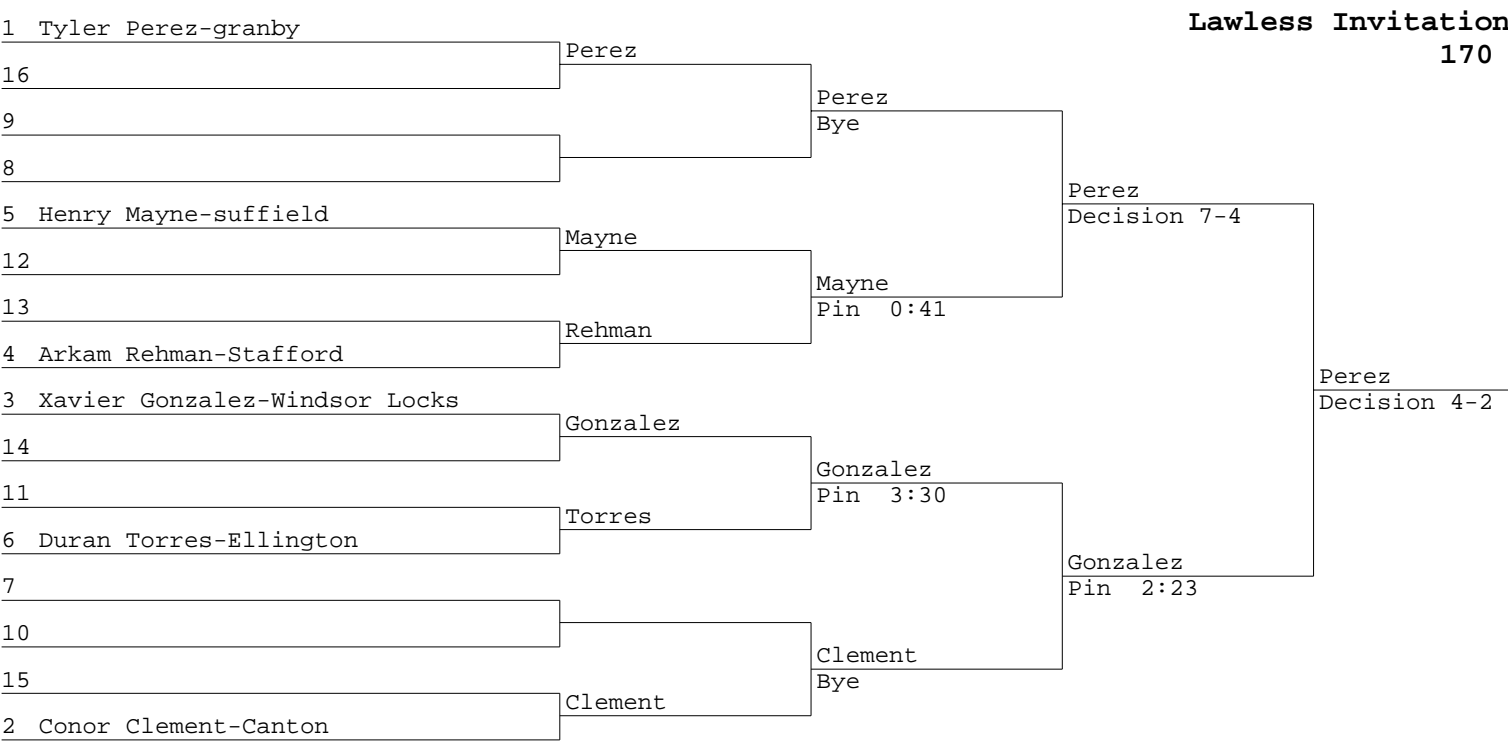 Lawless Invitation
170
1 Tyler Perez-granby
Perez
16
Perez
9
Bye
8
Perez
5 Henry Mayne-suffield
Decision 7-4
Mayne
12
Mayne
13
Pin 0:41
Rehman
4 Arkam Rehman-Stafford
Perez
3 Xavier Gonzalez-Windsor Locks
Decision 4-2
Gonzalez
14
Gonzalez
11
Pin 3:30
Torres
6 Duran Torres-Ellington
Gonzalez
7
Pin 2:23
10
Clement
15
Bye
Clement
2 Conor Clement-Canton